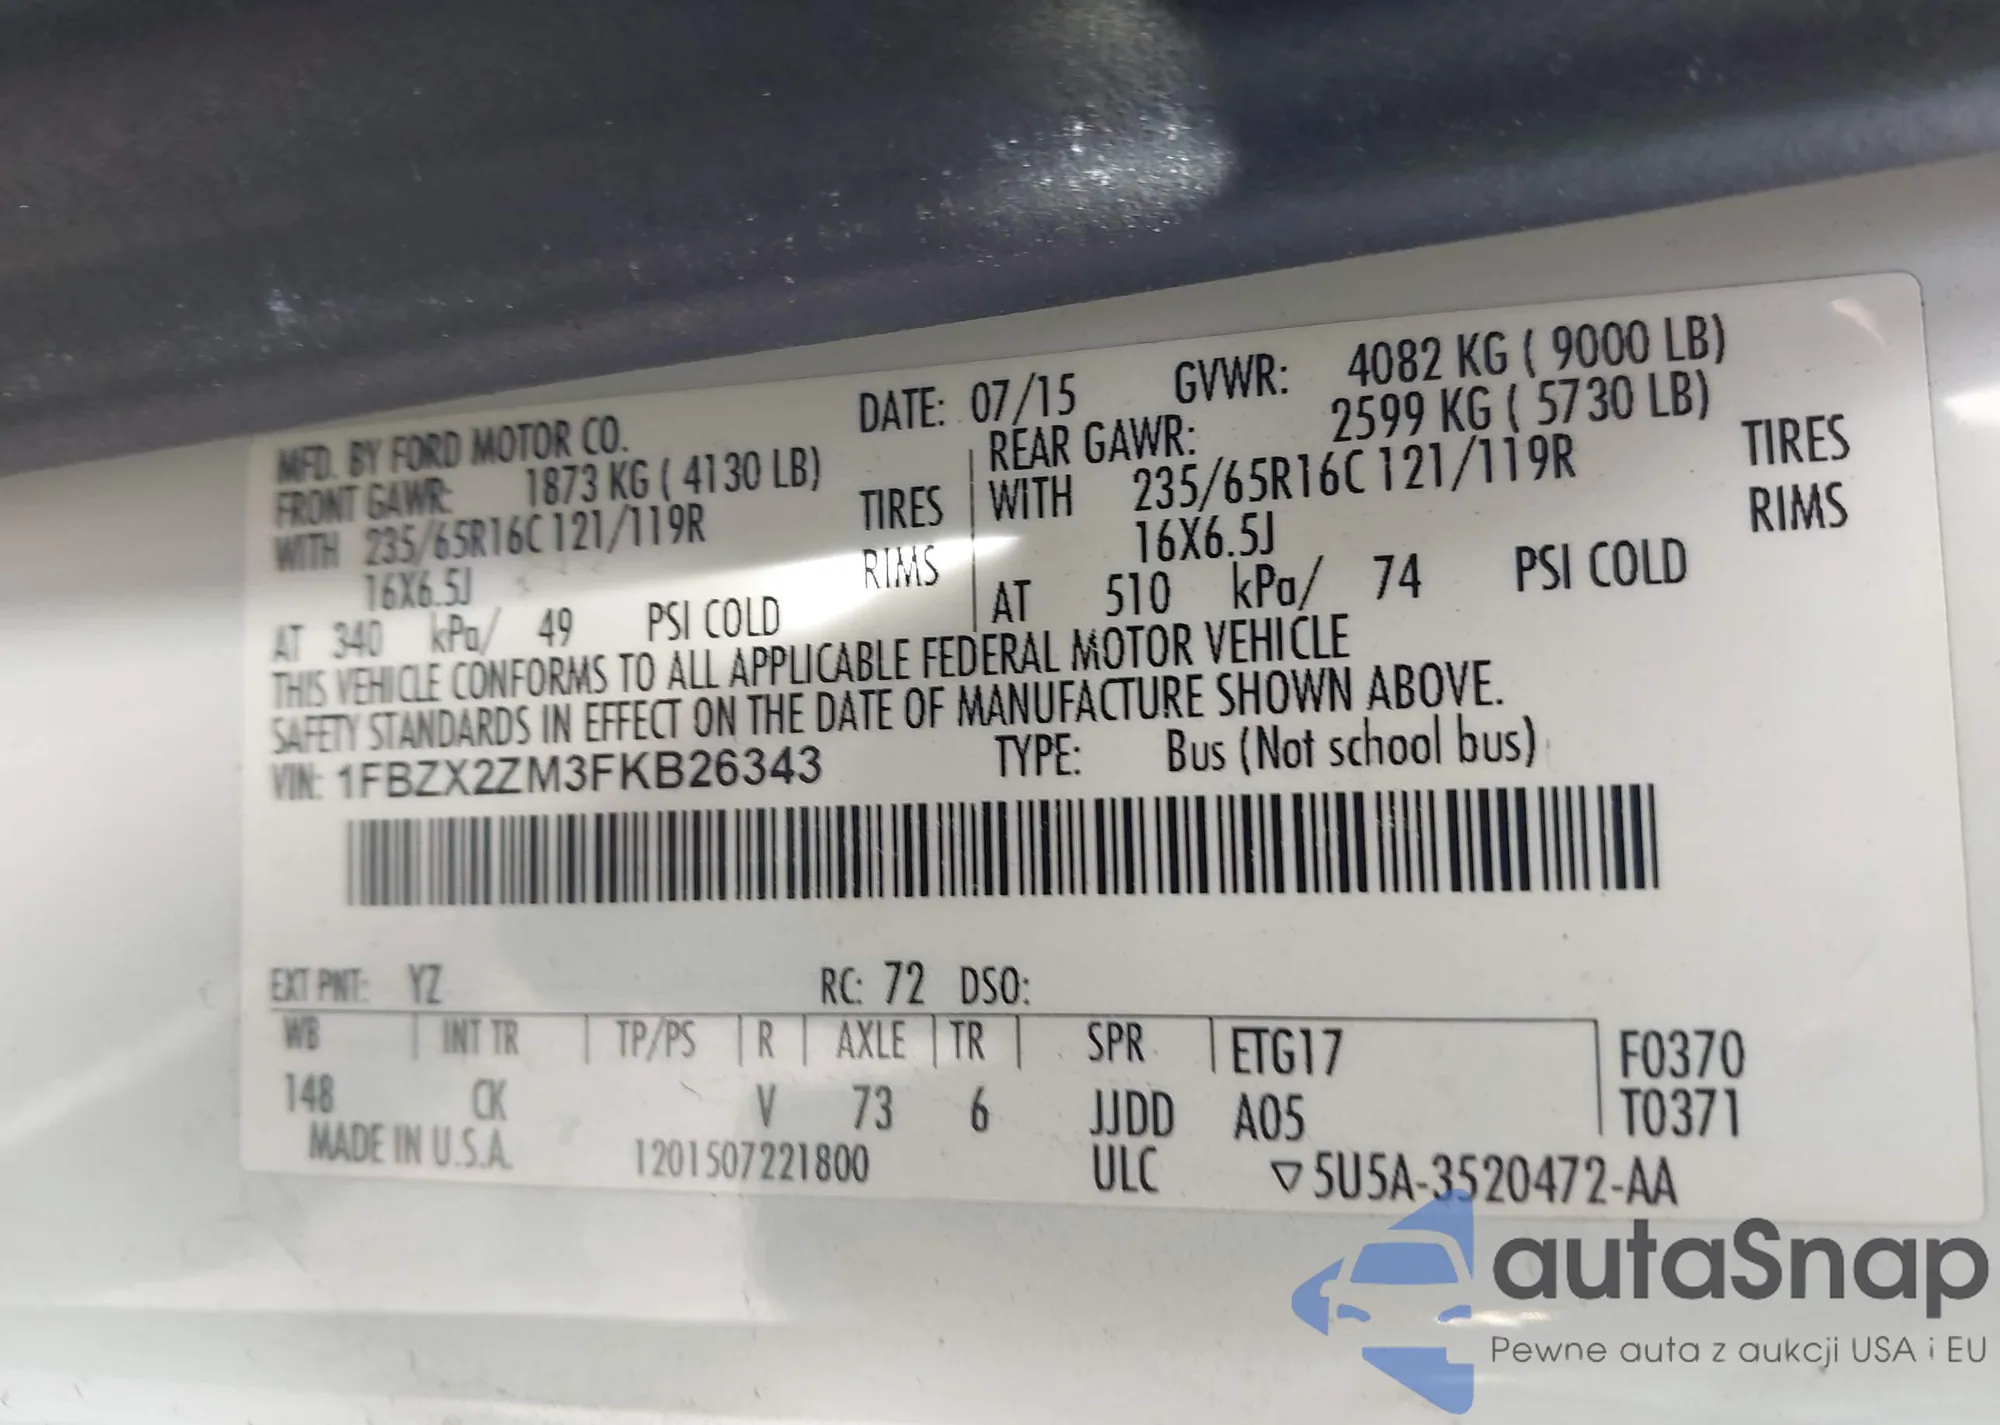 MFD. BY FORD MOTOR CO. DATE: 07/15 GVWR: 4082 KG ( 9000 LB)
FRONT GAWR: 1873 KG ( 4130 LB) REAR GAWR: 2599 KG ( 5730 LB)
WITH 235/65R16C 121/119R TIRES WITH 235/65R16C 121/119R TIRES
16X6.5J RIMS 16X6.5J RIMS
AT 340 kPa/ 49 PSI COLD AT 510 kPa/ 74 PSI COLD
THIS VEHICLE CONFORMS TO ALL APPLICABLE FEDERAL MOTOR VEHICLE
SAFETY STANDARDS IN EFFECT ON THE DATE OF MANUFACTURE SHOWN ABOVE.
VIN: 1FBZX2ZM3FKB26343 TYPE: Bus (Not school bus)
EXT PNT: YZ RC: 72 DSO:
WB INT TR TP/PS R AXLE TR SPR ETG17 F0370
148 CK V 73 6 JJDD A05 T0371
MADE IN U.S.A. 1201507221800 ULC ▽5U5A-3520472-AA
autaSnap
Pewne auta z aukcji USA i EU